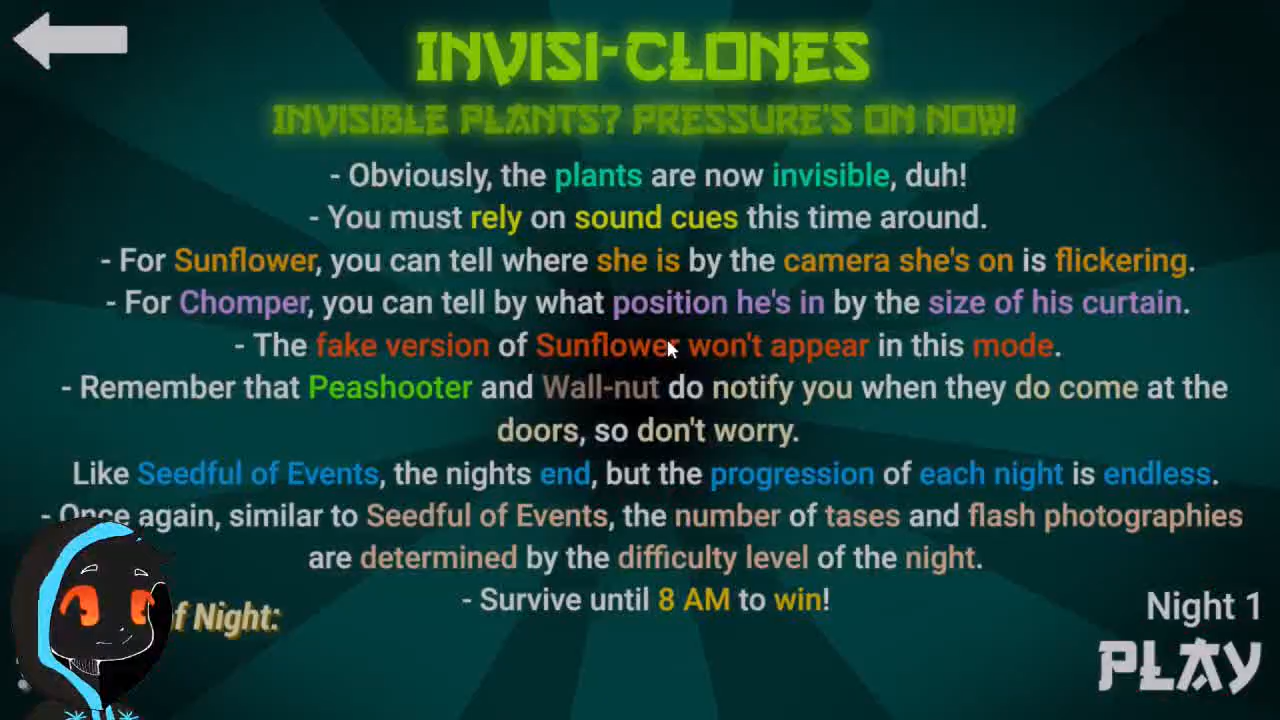 INVISI-CLONES
INVISIBLE PLANTS? PRESSURE'S ON NOW!
- Obviously, the plants are now invisible, duh!
- You must rely on sound cues this time around.
- For Sunflower, you can tell where she is by the camera she's on is flickering.
- For Chomper, you can tell by what position he's in by the size of his curtain.
- The fake version of Sunflower won't appear in this mode.
- Remember that Peashooter and Wall-nut do notify you when they do come at the
doors, so don't worry.
Like Seedful of Events, the nights end, but the progression of each night is endless.
- Once again, similar to Seedful of Events, the number of tases and flash photographies
are determined by the difficulty level of the night.
- Survive until 8 AM to win!
of Night:
Night 1
PLAY